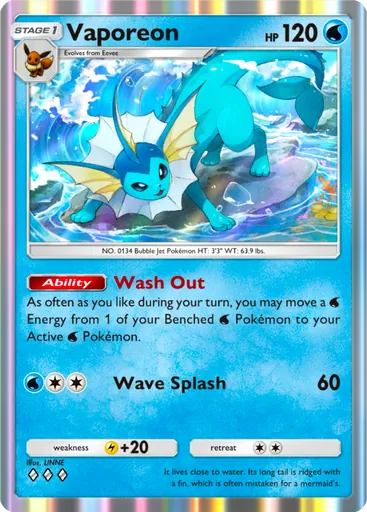 STAGE 1
Vaporeon
HP 120
Evolves from Eevee
NO. 0134 Bubble Jet Pokémon HT: 3'3" WT: 63.9 lbs.
Ability Wash Out
As often as you like during your turn, you may move a
Energy from 1 of your Benched Pokémon to your
Active Pokémon.
Wave Splash 60
weakness +20 retreat
Illus. LINNE
It lives close to water. Its long tail is ridged with
a fin, which is often mistaken for a mermaid's.